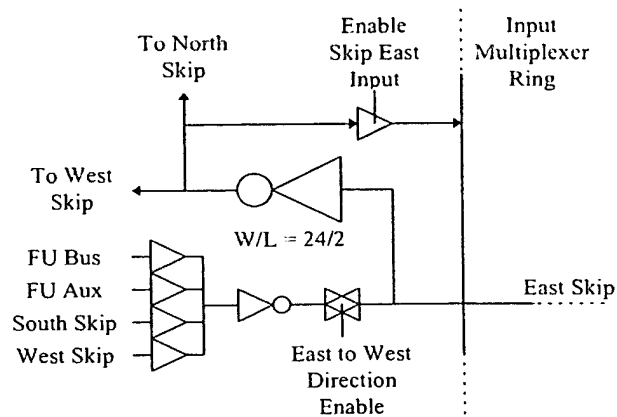 To North
Skip
Enable
Skip East
Input
Input
Multiplexer
Ring
To West
Skip
W/L = 24/2
FU Bus
FU Aux
South Skip
West Skip
East Skip
East to West
Direction
Enable